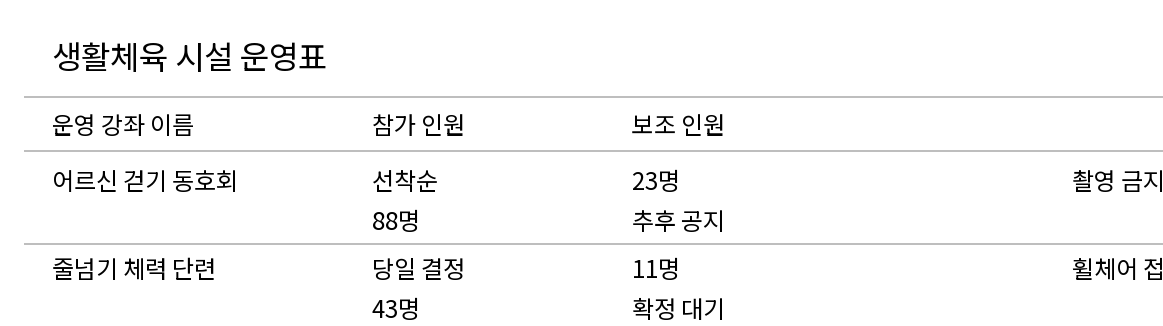 생활체육 시설 운영표
운영 강좌 이름 참가 인원 보조 인원
어르신 걷기 동호회 선착순 23명 촬영 금지
88명 추후 공지
줄넘기 체력 단련 당일 결정 11명 휠체어 접
43명 확정 대기